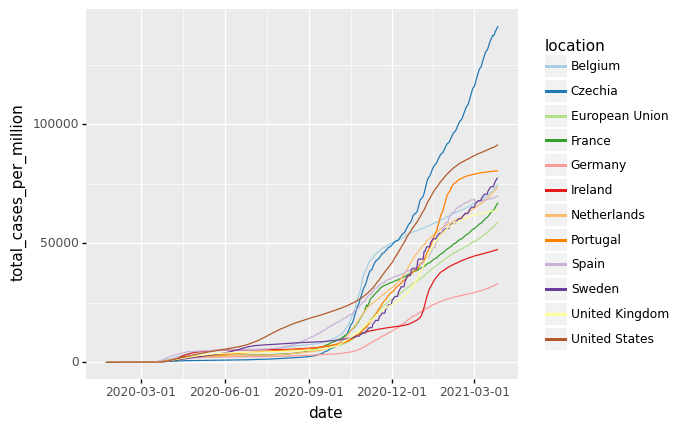 location
Belgium
Czechia
European Union
France
Germany
Ireland
Netherlands
Portugal
Spain
Sweden
United Kingdom
United States
total_cases_per_million
100000
50000
0
2020-03-01
2020-06-01
2020-09-01
2020-12-01
2021-03-01
date